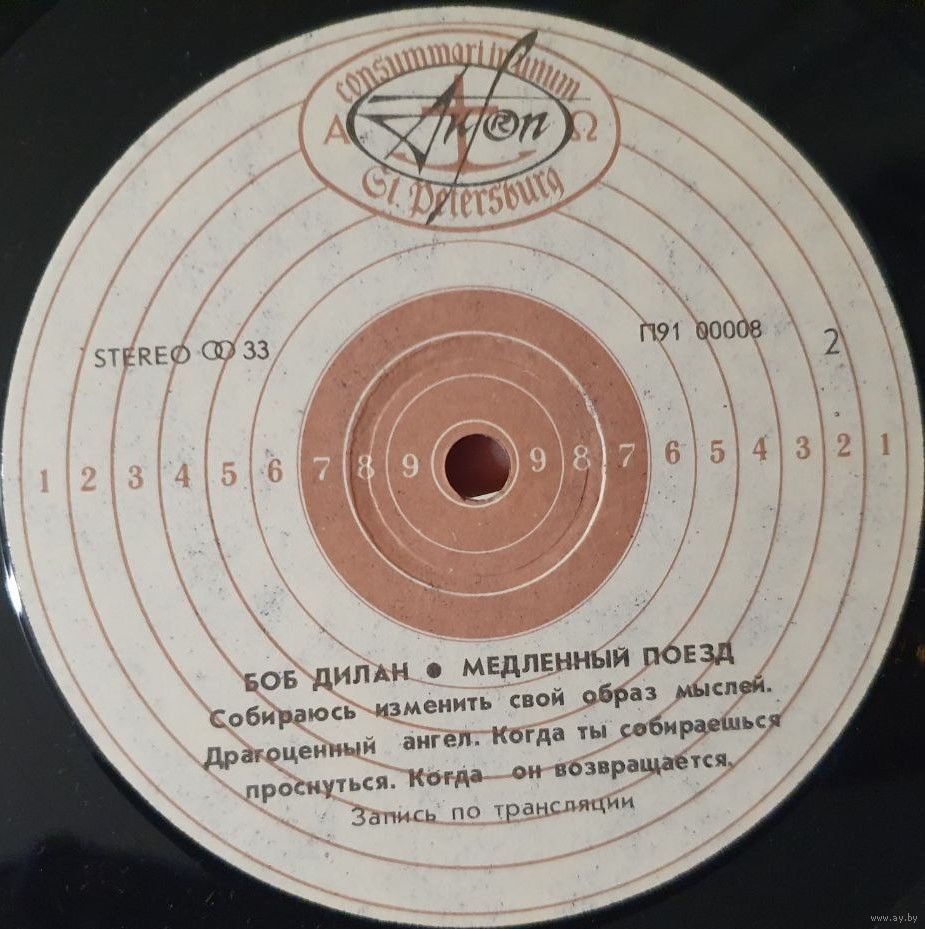 consummari in unum
Α AnTrop Ω
St. Petersburg
STEREO 33
П91 00008
2
1 2 3 4 5 6 7 8 9 9 8 7 6 5 4 3 2 1
БОБ ДИЛАН ● МЕДЛЕННЫЙ ПОЕЗД
Собираюсь изменить свой образ мыслей.
Драгоценный ангел. Когда ты собираешься
проснуться. Когда он возвращается.
Запись по трансляции
www.ay.by